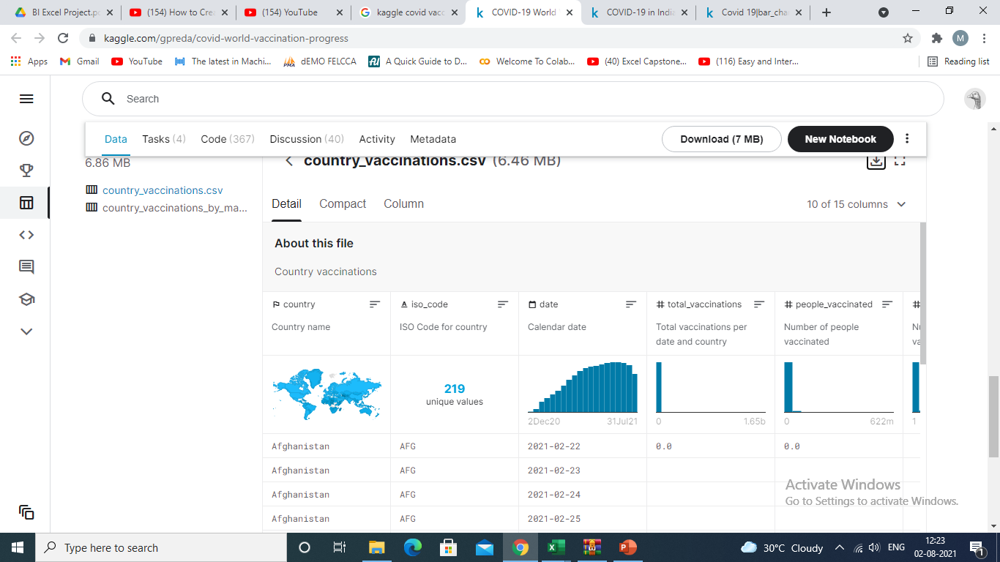 BI Excel Project.p
(154) How to Cre
(154) YouTube
kaggle covid vacc
COVID-19 World
COVID-19 in India
Covid 19|bar_cha
kaggle.com/gpreda/covid-world-vaccination-progress
M
Apps
Gmail
YouTube
The latest in Machi...
dEMO FELCCA
A Quick Guide to D...
Welcome To Colab...
(40) Excel Capstone...
(116) Easy and Inter...
Reading list
Search
Data
Tasks (4)
Code (367)
Discussion (40)
Activity
Metadata
Download (7 MB)
New Notebook
6.86 MB
country_vaccinations.csv
country_vaccinations_by_ma...
country_vaccinations.csv (6.46 MB)
Detail
Compact
Column
10 of 15 columns
About this file
Country vaccinations
country
iso_code
date
# total_vaccinations
# people_vaccinated
#
Country name
ISO Code for country
Calendar date
Total vaccinations per
date and country
Number of people
vaccinated
219
unique values
2Dec20
31Jul21
0
1.65b
0
622m
1
Afghanistan AFG 2021-02-22 0.0 0.0
Afghanistan AFG 2021-02-23
Afghanistan AFG 2021-02-24
Afghanistan AFG 2021-02-25
Activate Windows
Go to Settings to activate Windows.
Type here to search
30°C Cloudy
ENG
12:23
02-08-2021
1